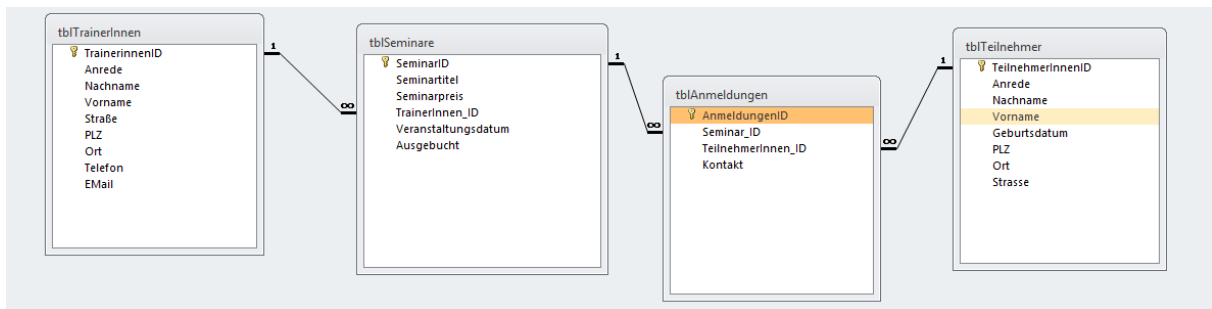 tblTrainerInnen
TrainerinnenID
Anrede
Nachname
Vorname
Straße
PLZ
Ort
Telefon
EMail
1
∞
tblSeminare
SeminarID
Seminartitel
Seminarpreis
TrainerInnen_ID
Veranstaltungsdatum
Ausgebucht
1
∞
tblAnmeldungen
AnmeldungenID
Seminar_ID
TeilnehmerInnen_ID
Kontakt
∞
1
tblTeilnehmer
TeilnehmerInnenID
Anrede
Nachname
Vorname
Geburtsdatum
PLZ
Ort
Strasse